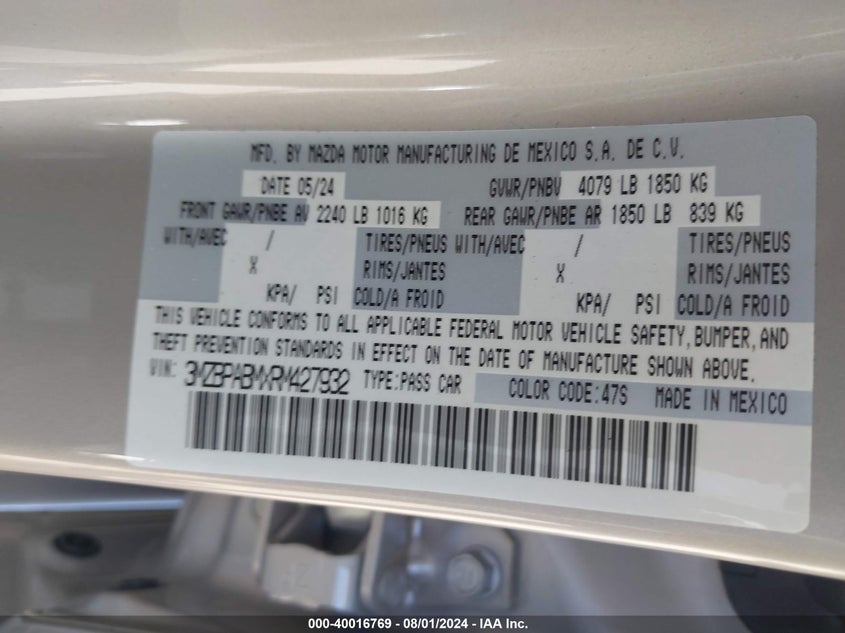 MFD. BY MAZDA MOTOR MANUFACTURING DE MEXICO S.A. DE C.V.
DATE 05/24 GVWR/PNBV 4079 LB 1850 KG
FRONT GAWR/PNBE AV 2240 LB 1016 KG REAR GAWR/PNBE AR 1850 LB 839 KG
WITH/AVEC / TIRES/PNEUS WITH/AVEC / TIRES/PNEUS
X RIMS/JANTES X RIMS/JANTES
KPA/ PSI COLD/A FROID KPA/ PSI COLD/A FROID
THIS VEHICLE CONFORMS TO ALL APPLICABLE FEDERAL MOTOR VEHICLE SAFETY, BUMPER, AND
THEFT PREVENTION STANDARDS IN EFFECT ON THE DATE OF MANUFACTURE SHOWN ABOVE.
VIN: 3MZBPABMXRM427932 TYPE:PASS CAR COLOR CODE:47S MADE IN MEXICO
000-40016769 - 08/01/2024 - IAA Inc.